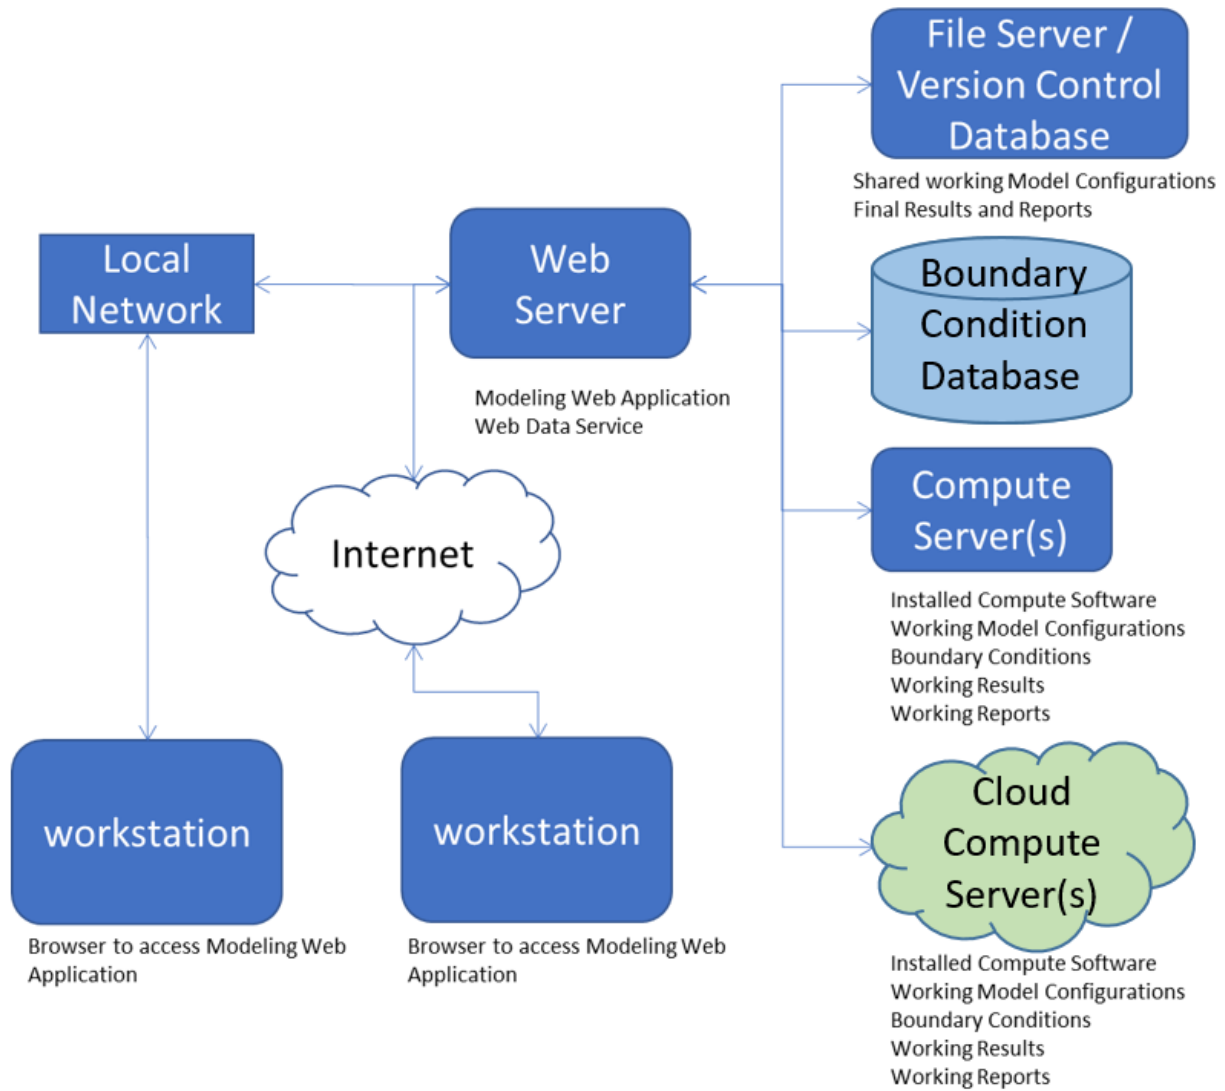 File Server /
Version Control
Database
Shared working Model Configurations
Final Results and Reports
Local
Network
Web
Server
Modeling Web Application
Web Data Service
Boundary
Condition
Database
Internet
Compute
Server(s)
Installed Compute Software
Working Model Configurations
Boundary Conditions
Working Results
Working Reports
workstation
Browser to access Modeling Web
Application
workstation
Browser to access Modeling Web
Application
Cloud
Compute
Server(s)
Installed Compute Software
Working Model Configurations
Boundary Conditions
Working Results
Working Reports